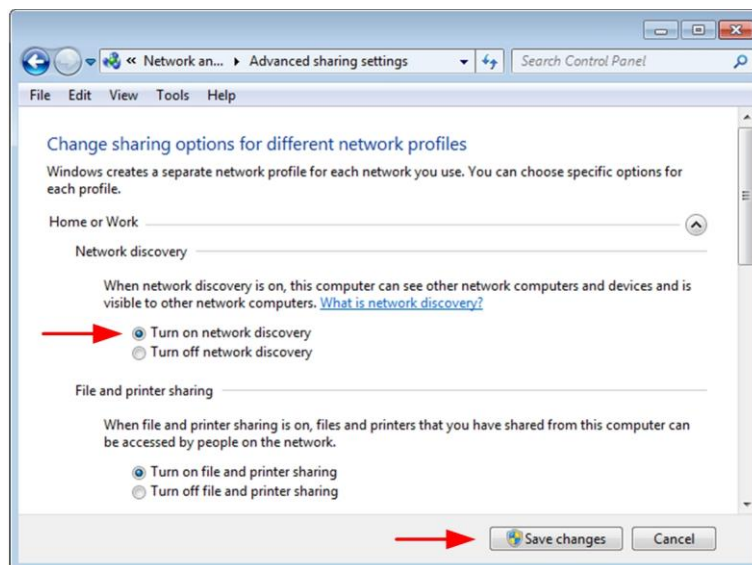 « Network an... ▸ Advanced sharing settings
Search Control Panel
File Edit View Tools Help
Change sharing options for different network profiles
Windows creates a separate network profile for each network you use. You can choose specific options for
each profile.
Home or Work
Network discovery
When network discovery is on, this computer can see other network computers and devices and is
visible to other network computers. What is network discovery?
Turn on network discovery
Turn off network discovery
File and printer sharing
When file and printer sharing is on, files and printers that you have shared from this computer can
be accessed by people on the network.
Turn on file and printer sharing
Turn off file and printer sharing
Save changes
Cancel